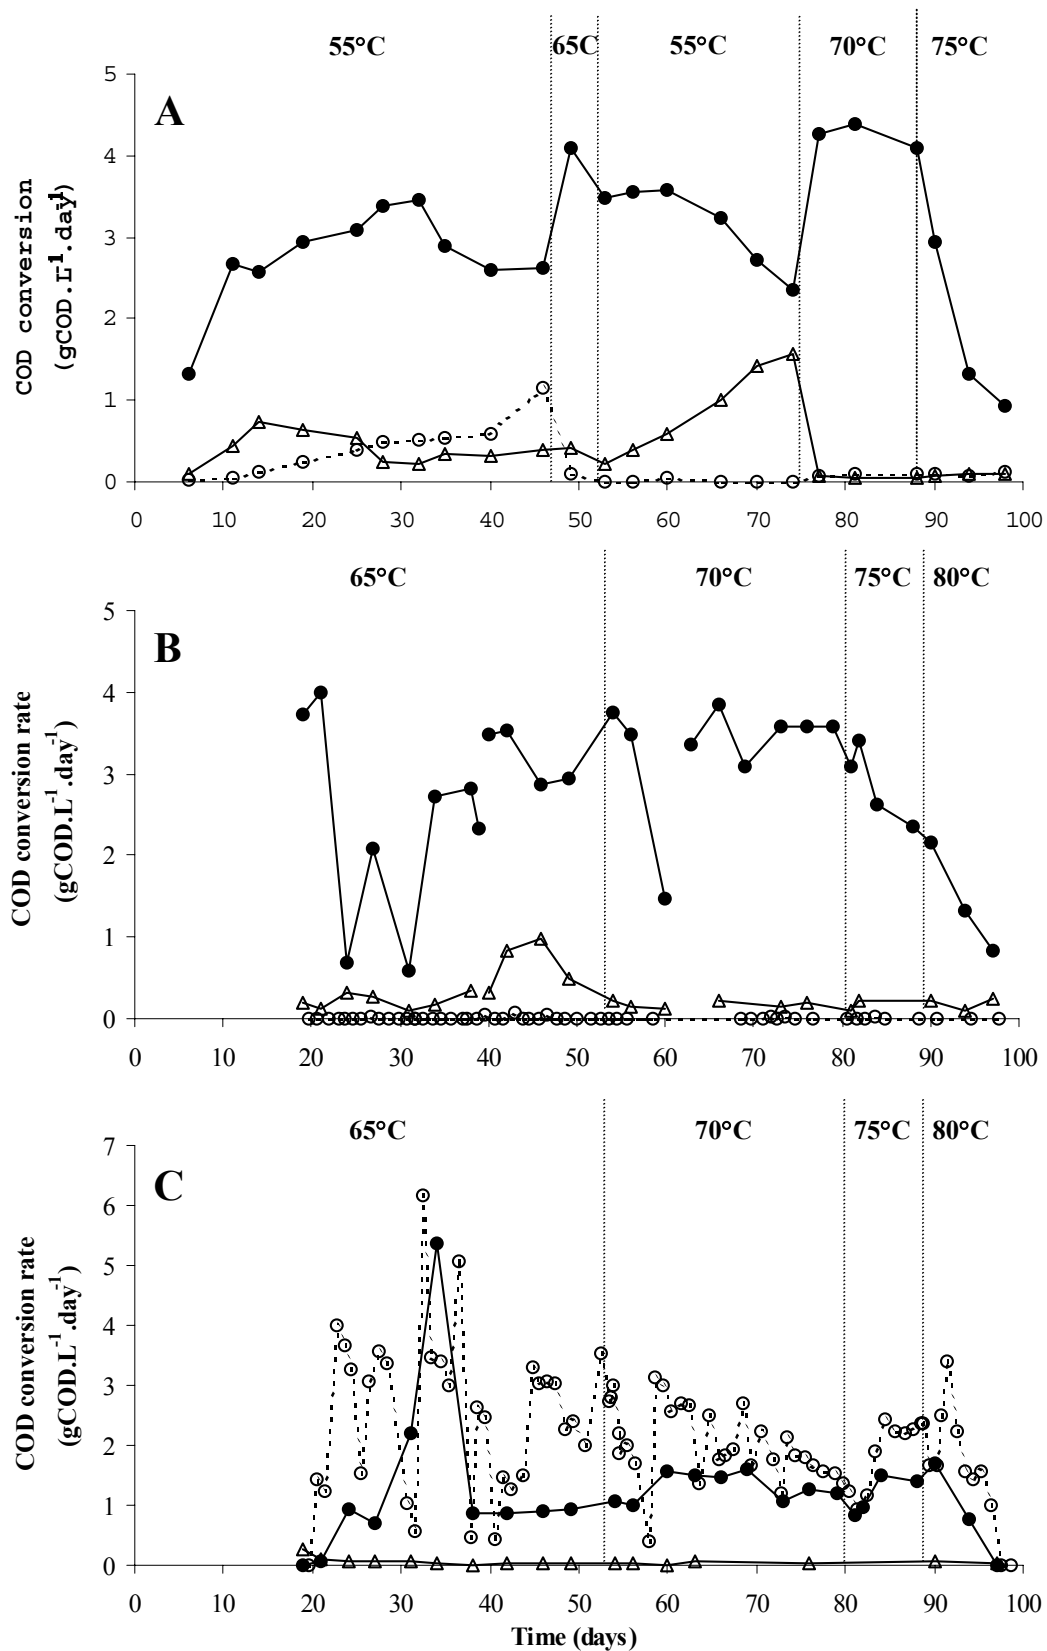 55°C 65C 55°C 70°C 75°C
A
5
4
3
2
1
0
COD conversion
(gCOD.L¹.day¹)
0 10 20 30 40 50 60 70 80 90 100
65°C 70°C 75°C 80°C
B
5
4
3
2
1
0
COD conversion rate
(gCOD.L⁻¹.day⁻¹)
0 10 20 30 40 50 60 70 80 90 100
65°C 70°C 75°C 80°C
C
7
6
5
4
3
2
1
0
COD conversion rate
(gCOD.L⁻¹.day⁻¹)
0 10 20 30 40 50 60 70 80 90 100
Time (days)